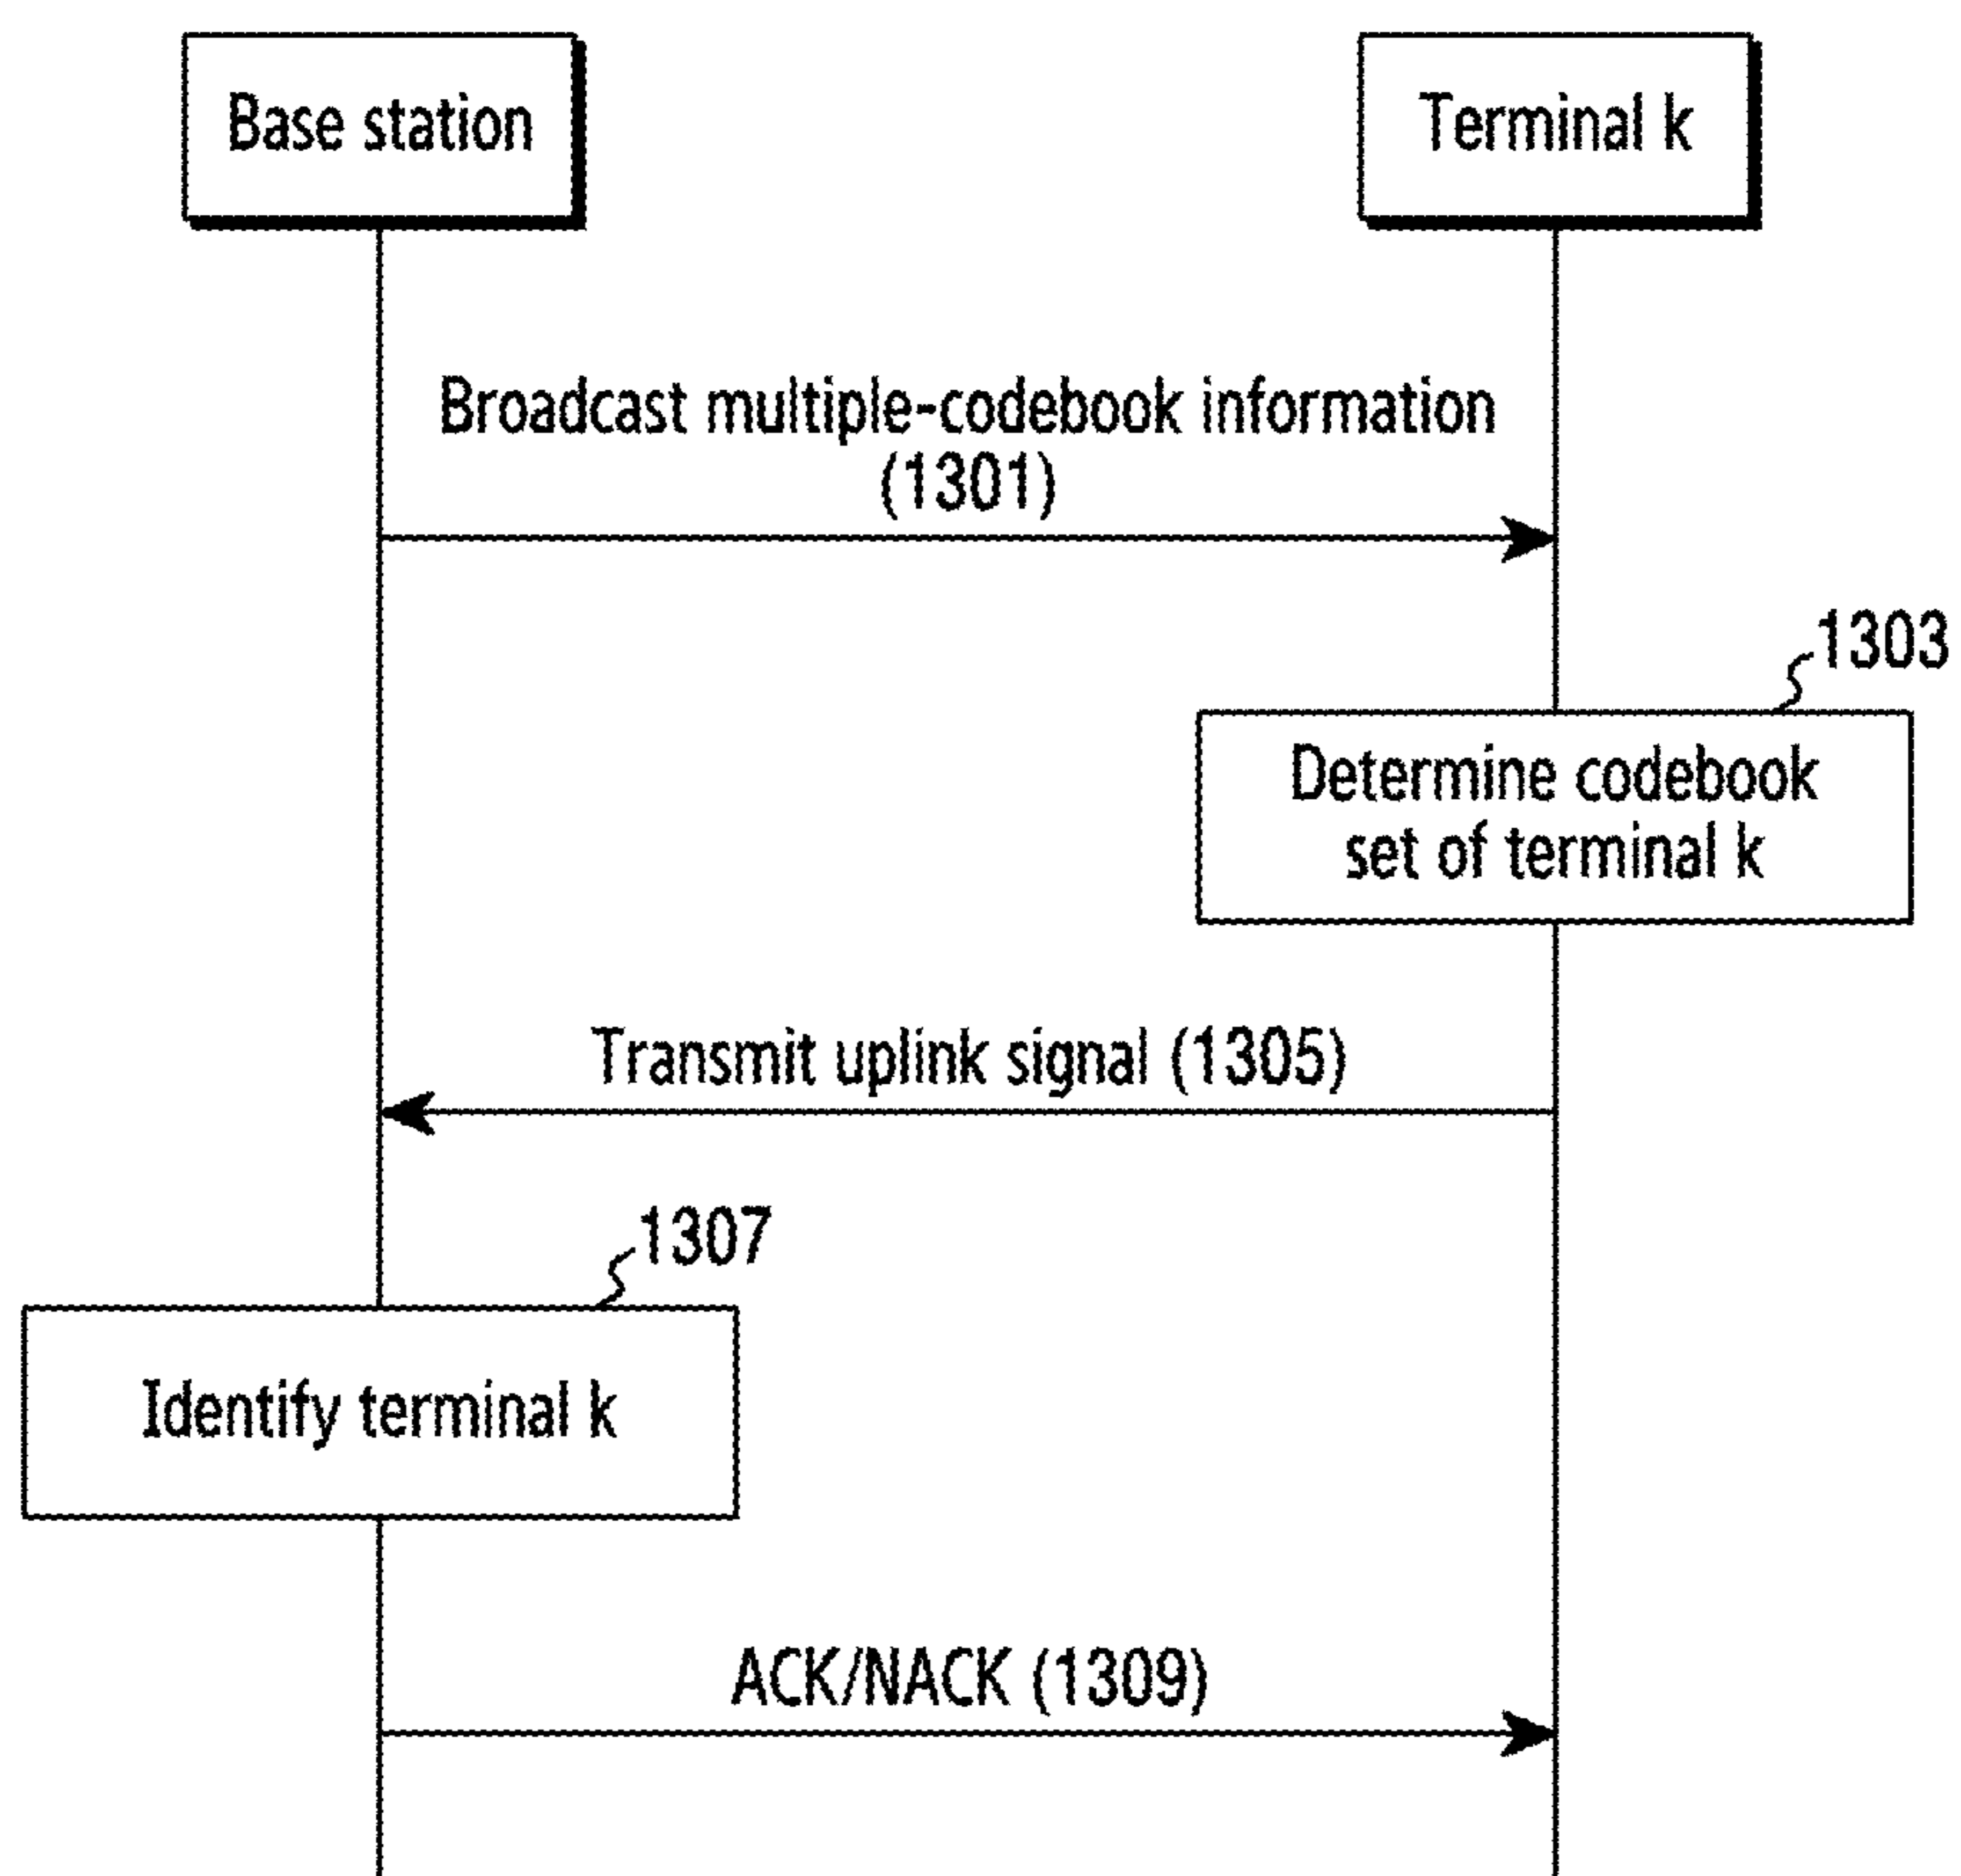 Base station
Terminal k
Broadcast multiple-codebook information
(1301)
1303
Determine codebook
set of terminal k
Transmit uplink signal (1305)
1307
Identify terminal k
ACK/NACK (1309)